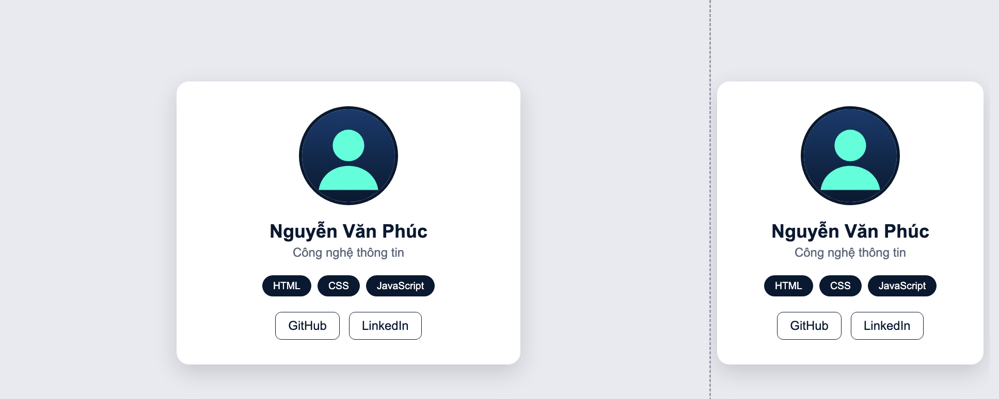 Nguyễn Văn Phúc
Công nghệ thông tin
HTML CSS JavaScript
GitHub LinkedIn
Nguyễn Văn Phúc
Công nghệ thông tin
HTML CSS JavaScript
GitHub LinkedIn